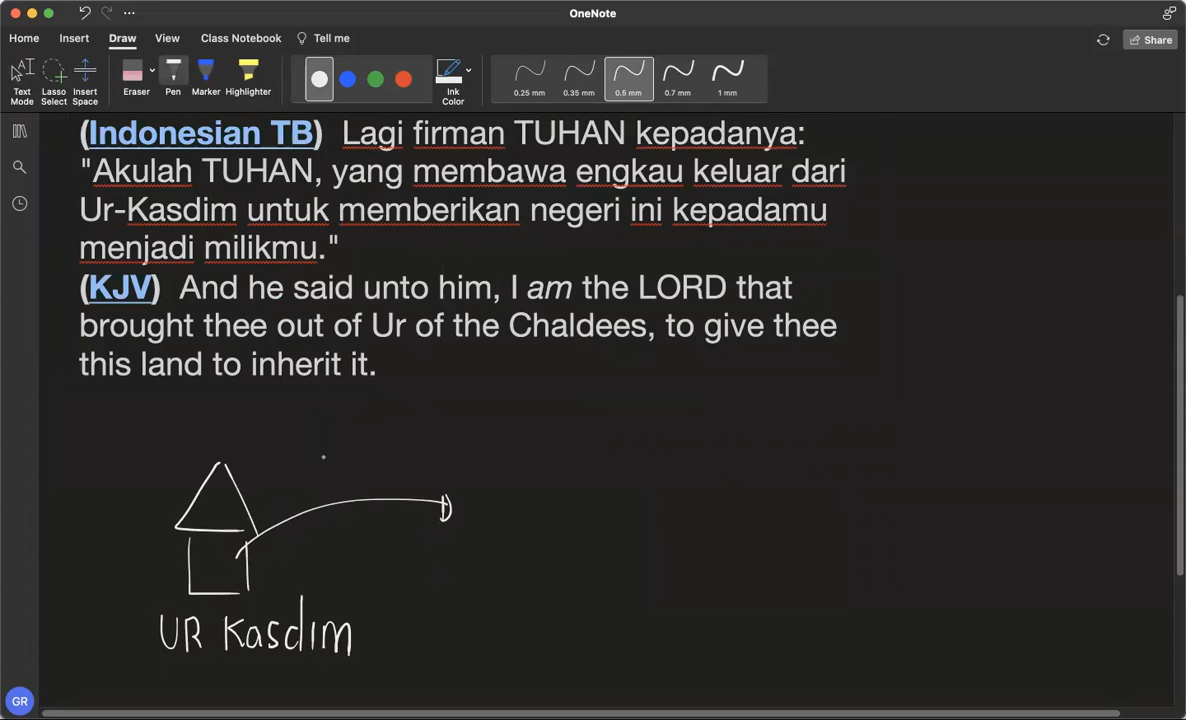 OneNote
Home Insert Draw View Class Notebook Tell me
Share
Text Mode
Lasso Select
Insert Space
Eraser
Pen
Marker
Highlighter
Ink Color
0.25 mm
0.35 mm
0.5 mm
0.7 mm
1 mm
(Indonesian TB) Lagi firman TUHAN kepadanya:
"Akulah TUHAN, yang membawa engkau keluar dari
Ur-Kasdim untuk memberikan negeri ini kepadamu
menjadi milikmu."
(KJV) And he said unto him, I am the LORD that
brought thee out of Ur of the Chaldees, to give thee
this land to inherit it.
UR Kasdim
GR